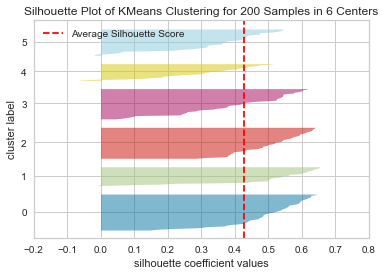 Silhouette Plot of KMeans Clustering for 200 Samples in 6 Centers
Average Silhouette Score
5
4
3
2
1
0
cluster label
-0.2 -0.1 0.0 0.1 0.2 0.3 0.4 0.5 0.6 0.7 0.8
silhouette coefficient values